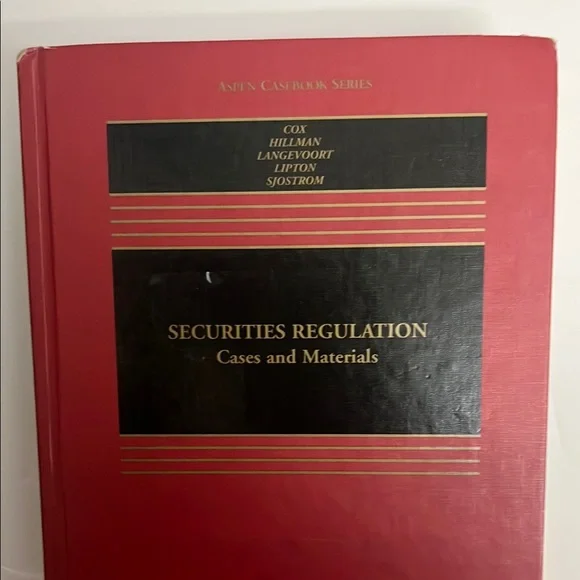 ASPEN CASEBOOK SERIES
COX
HILLMAN
LANGEVOORT
LIPTON
SJOSTROM
SECURITIES REGULATION
Cases and Materials